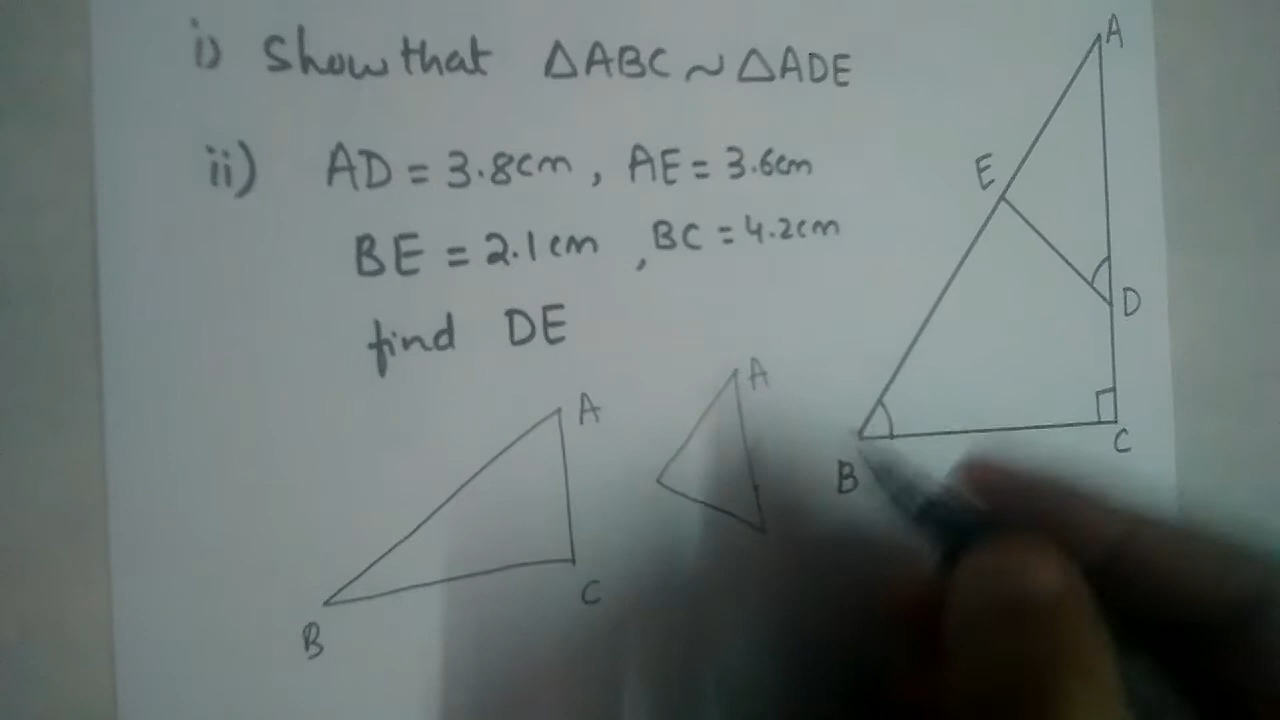 i) Show that ΔABC ~ ΔADE
ii) AD = 3.8cm, AE = 3.6cm
BE = 2.1cm, BC = 4.2cm
find DE
A
E
D
C
B
A
B
C
A